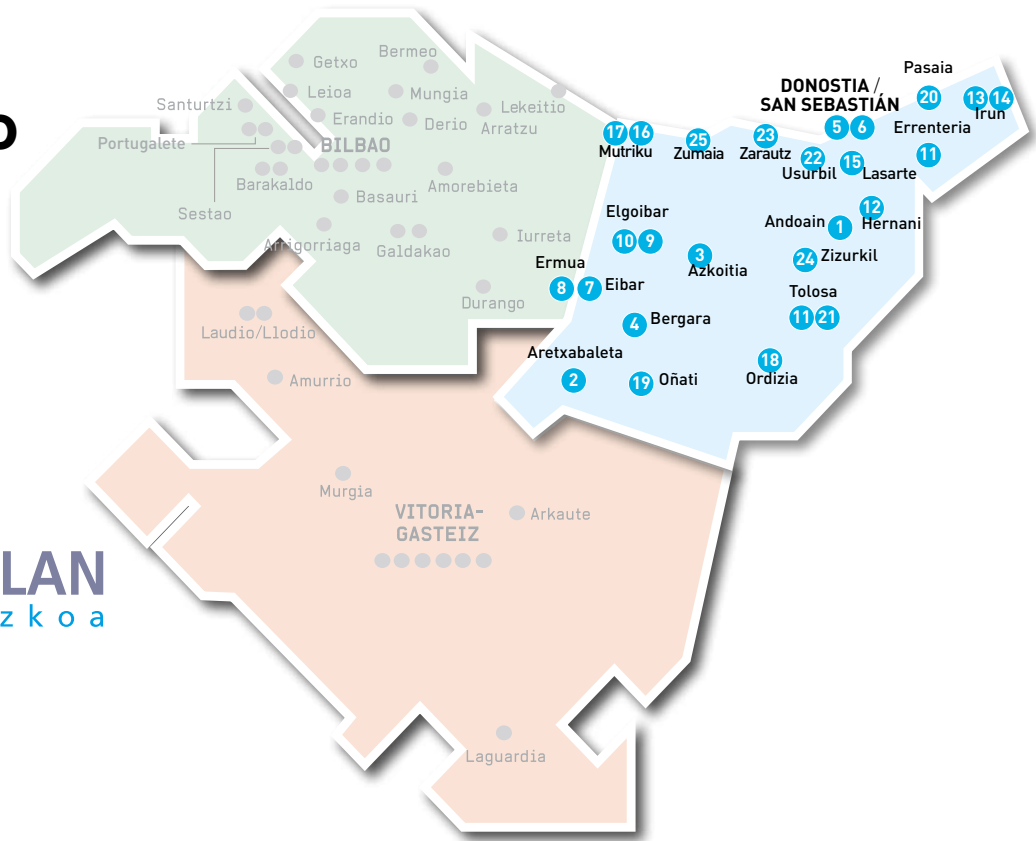 o
Getxo
Bermeo
Leioa
Mungia
Santurtzi
Erandio
Derio
Lekeitio
Arratzu
Portugalete
BILBAO
Barakaldo
Amorebieta
Basauri
Sestao
Arrigorriaga
Galdakao
Iurreta
Durango
Laudio/Llodio
Amurrio
Murgia
VITORIA-
GASTEIZ
Arkaute
Laguardia
LAN
zkoa
DONOSTIA /
SAN SEBASTIÁN
5 6
Pasaia
20
13 14
Irun
Errenteria
11
17 16
Mutriku
25
Zumaia
23
Zarautz
22
Usurbil
15
Lasarte
12
Hernani
Andoain
1
Elgoibar
10 9
3
Azkoitia
24
Zizurkil
Ermua
8 7
Eibar
Tolosa
11 21
4
Bergara
Aretxabaleta
2
19
Oñati
18
Ordizia